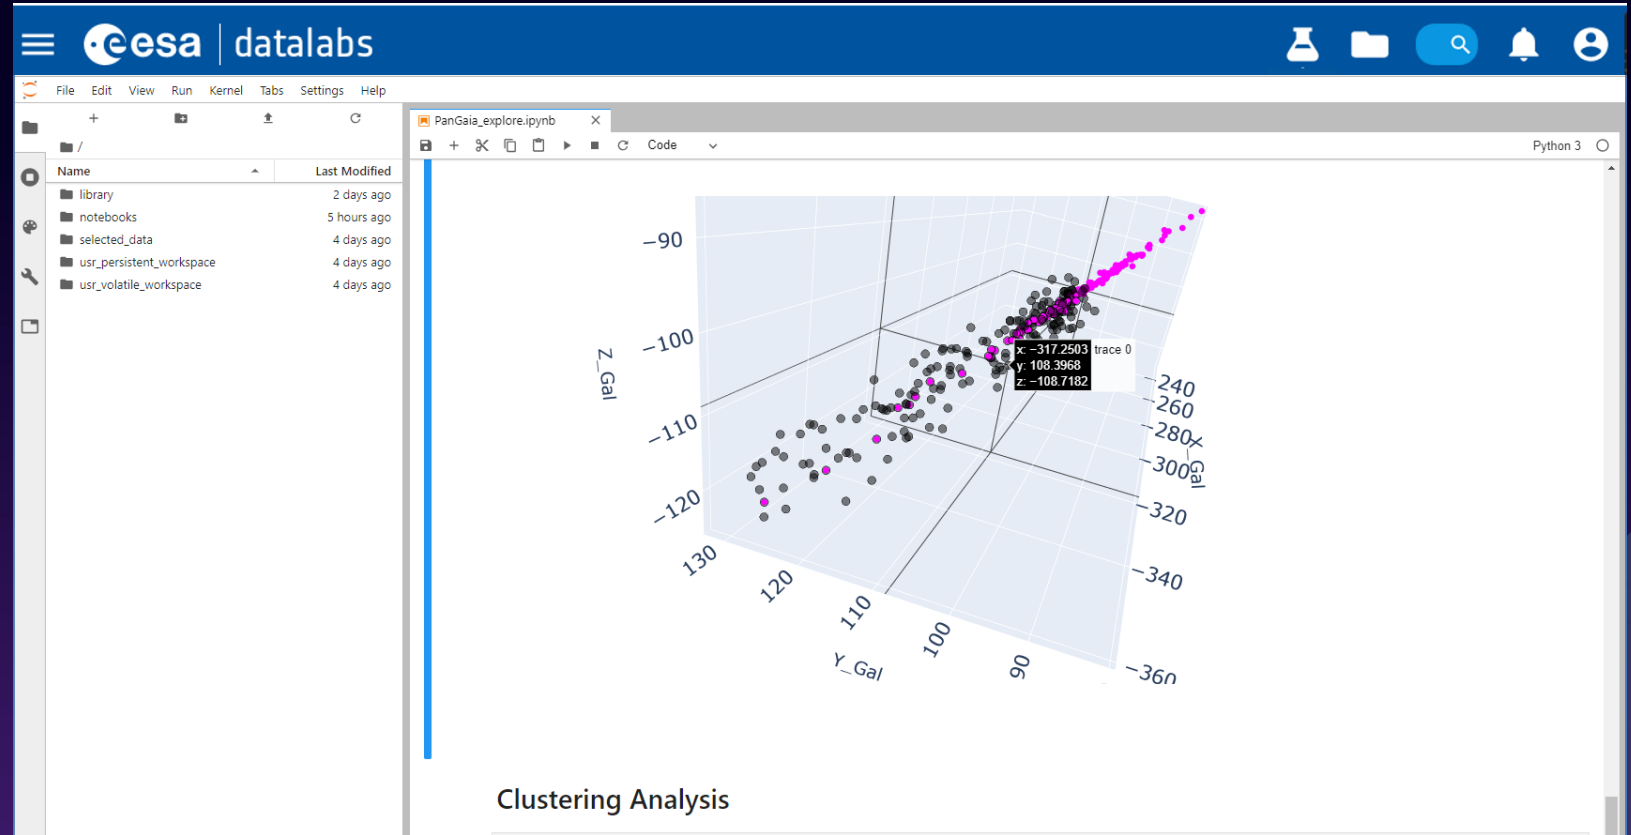 esa datalabs
File Edit View Run Kernel Tabs Settings Help
PanGaia_explore.ipynb
Code
Python 3
/
Name Last Modified
library 2 days ago
notebooks 5 hours ago
selected_data 4 days ago
usr_persistent_workspace 4 days ago
usr_volatile_workspace 4 days ago
−90
−100
−110
−120
Z_Gal
x: −317.2503 trace 0
y: 108.3968
z: −108.7182
240
260
−280
−300
−320
−340
−360
X_Gal
130
120
110
100
90
Y_Gal
Clustering Analysis